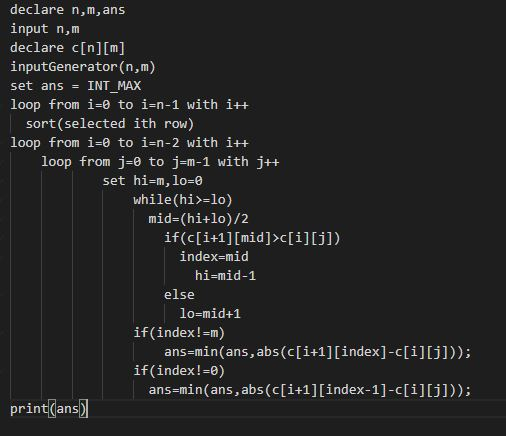 declare n,m,ans
input n,m
declare c[n][m]
inputGenerator(n,m)
set ans = INT_MAX
loop from i=0 to i=n-1 with i++
sort(selected ith row)
loop from i=0 to i=n-2 with i++
loop from j=0 to j=m-1 with j++
set hi=m,lo=0
while(hi>=lo)
mid=(hi+lo)/2
if(c[i+1][mid]>c[i][j])
index=mid
hi=mid-1
else
lo=mid+1
if(index!=m)
ans=min(ans,abs(c[i+1][index]-c[i][j]));
if(index!=0)
ans=min(ans,abs(c[i+1][index-1]-c[i][j]));
print(ans)